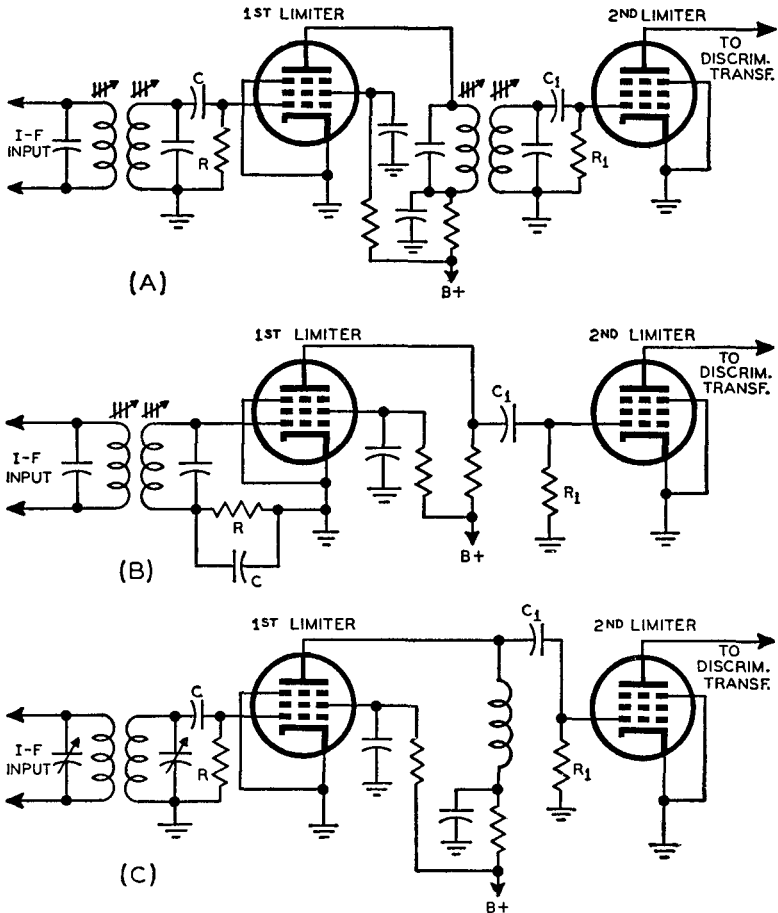 1ST LIMITER
2ND LIMITER
TO
DISCRIM.
TRANSF.
C
C1
I-F
INPUT
R
R1
B+
(A)
1ST LIMITER
2ND LIMITER
TO
DISCRIM.
TRANSF.
C1
I-F
INPUT
R
R1
C
B+
(B)
1ST LIMITER
C1
2ND LIMITER
TO
DISCRIM.
TRANSF.
C
I-F
INPUT
R
R1
B+
(C)